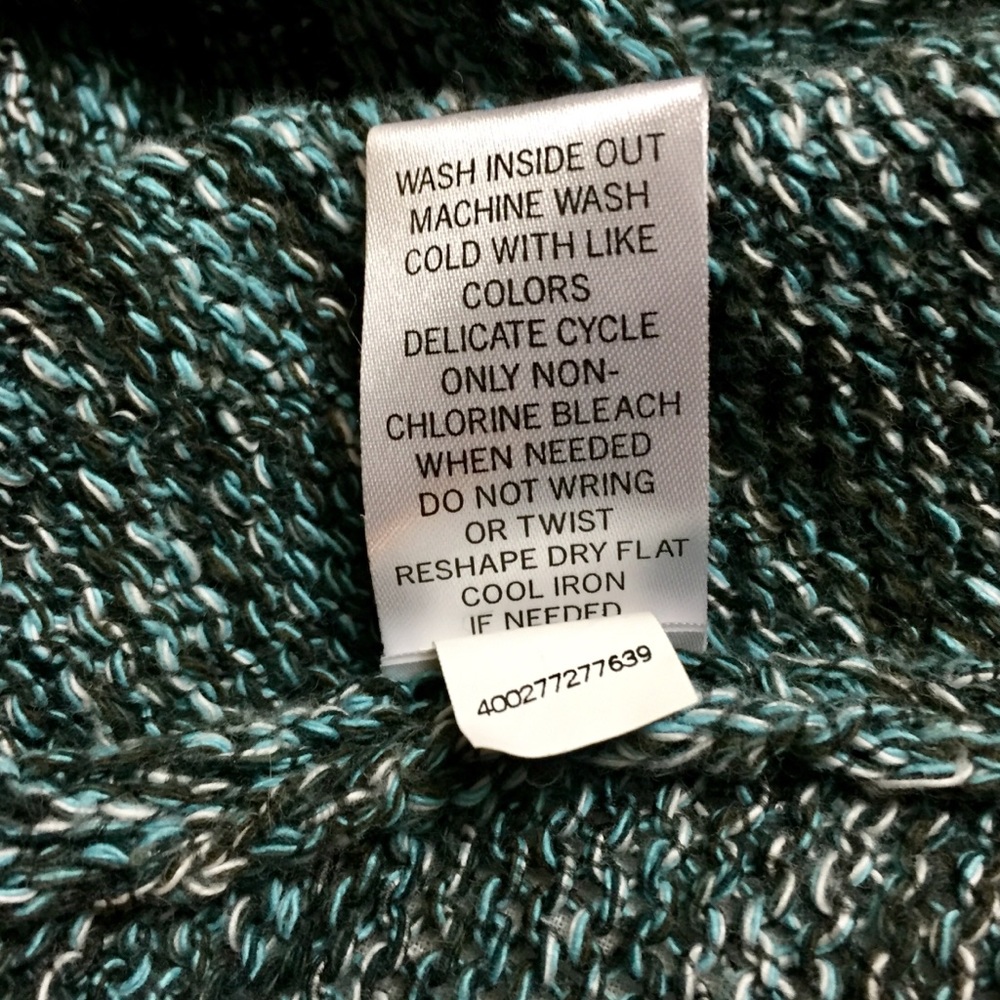 WASH INSIDE OUT
MACHINE WASH
COLD WITH LIKE
COLORS
DELICATE CYCLE
ONLY NON-
CHLORINE BLEACH
WHEN NEEDED
DO NOT WRING
OR TWIST
RESHAPE DRY FLAT
COOL IRON
IF NEEDED
400277277639